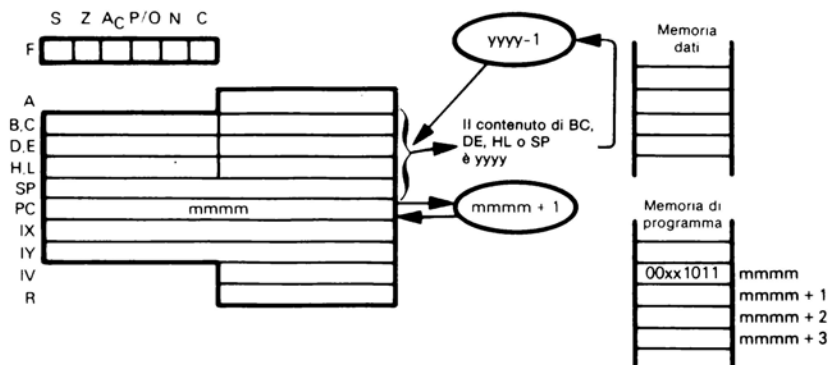 S Z AC P/O N C
F
yyyy-1
Memoria
dati
A
B,C
D,E
H,L
SP
PC
IX
IY
IV
R
mmmm
Il contenuto di BC,
DE, HL o SP
è yyyy
mmmm + 1
Memoria di
programma
00xx1011
mmmm
mmmm + 1
mmmm + 2
mmmm + 3